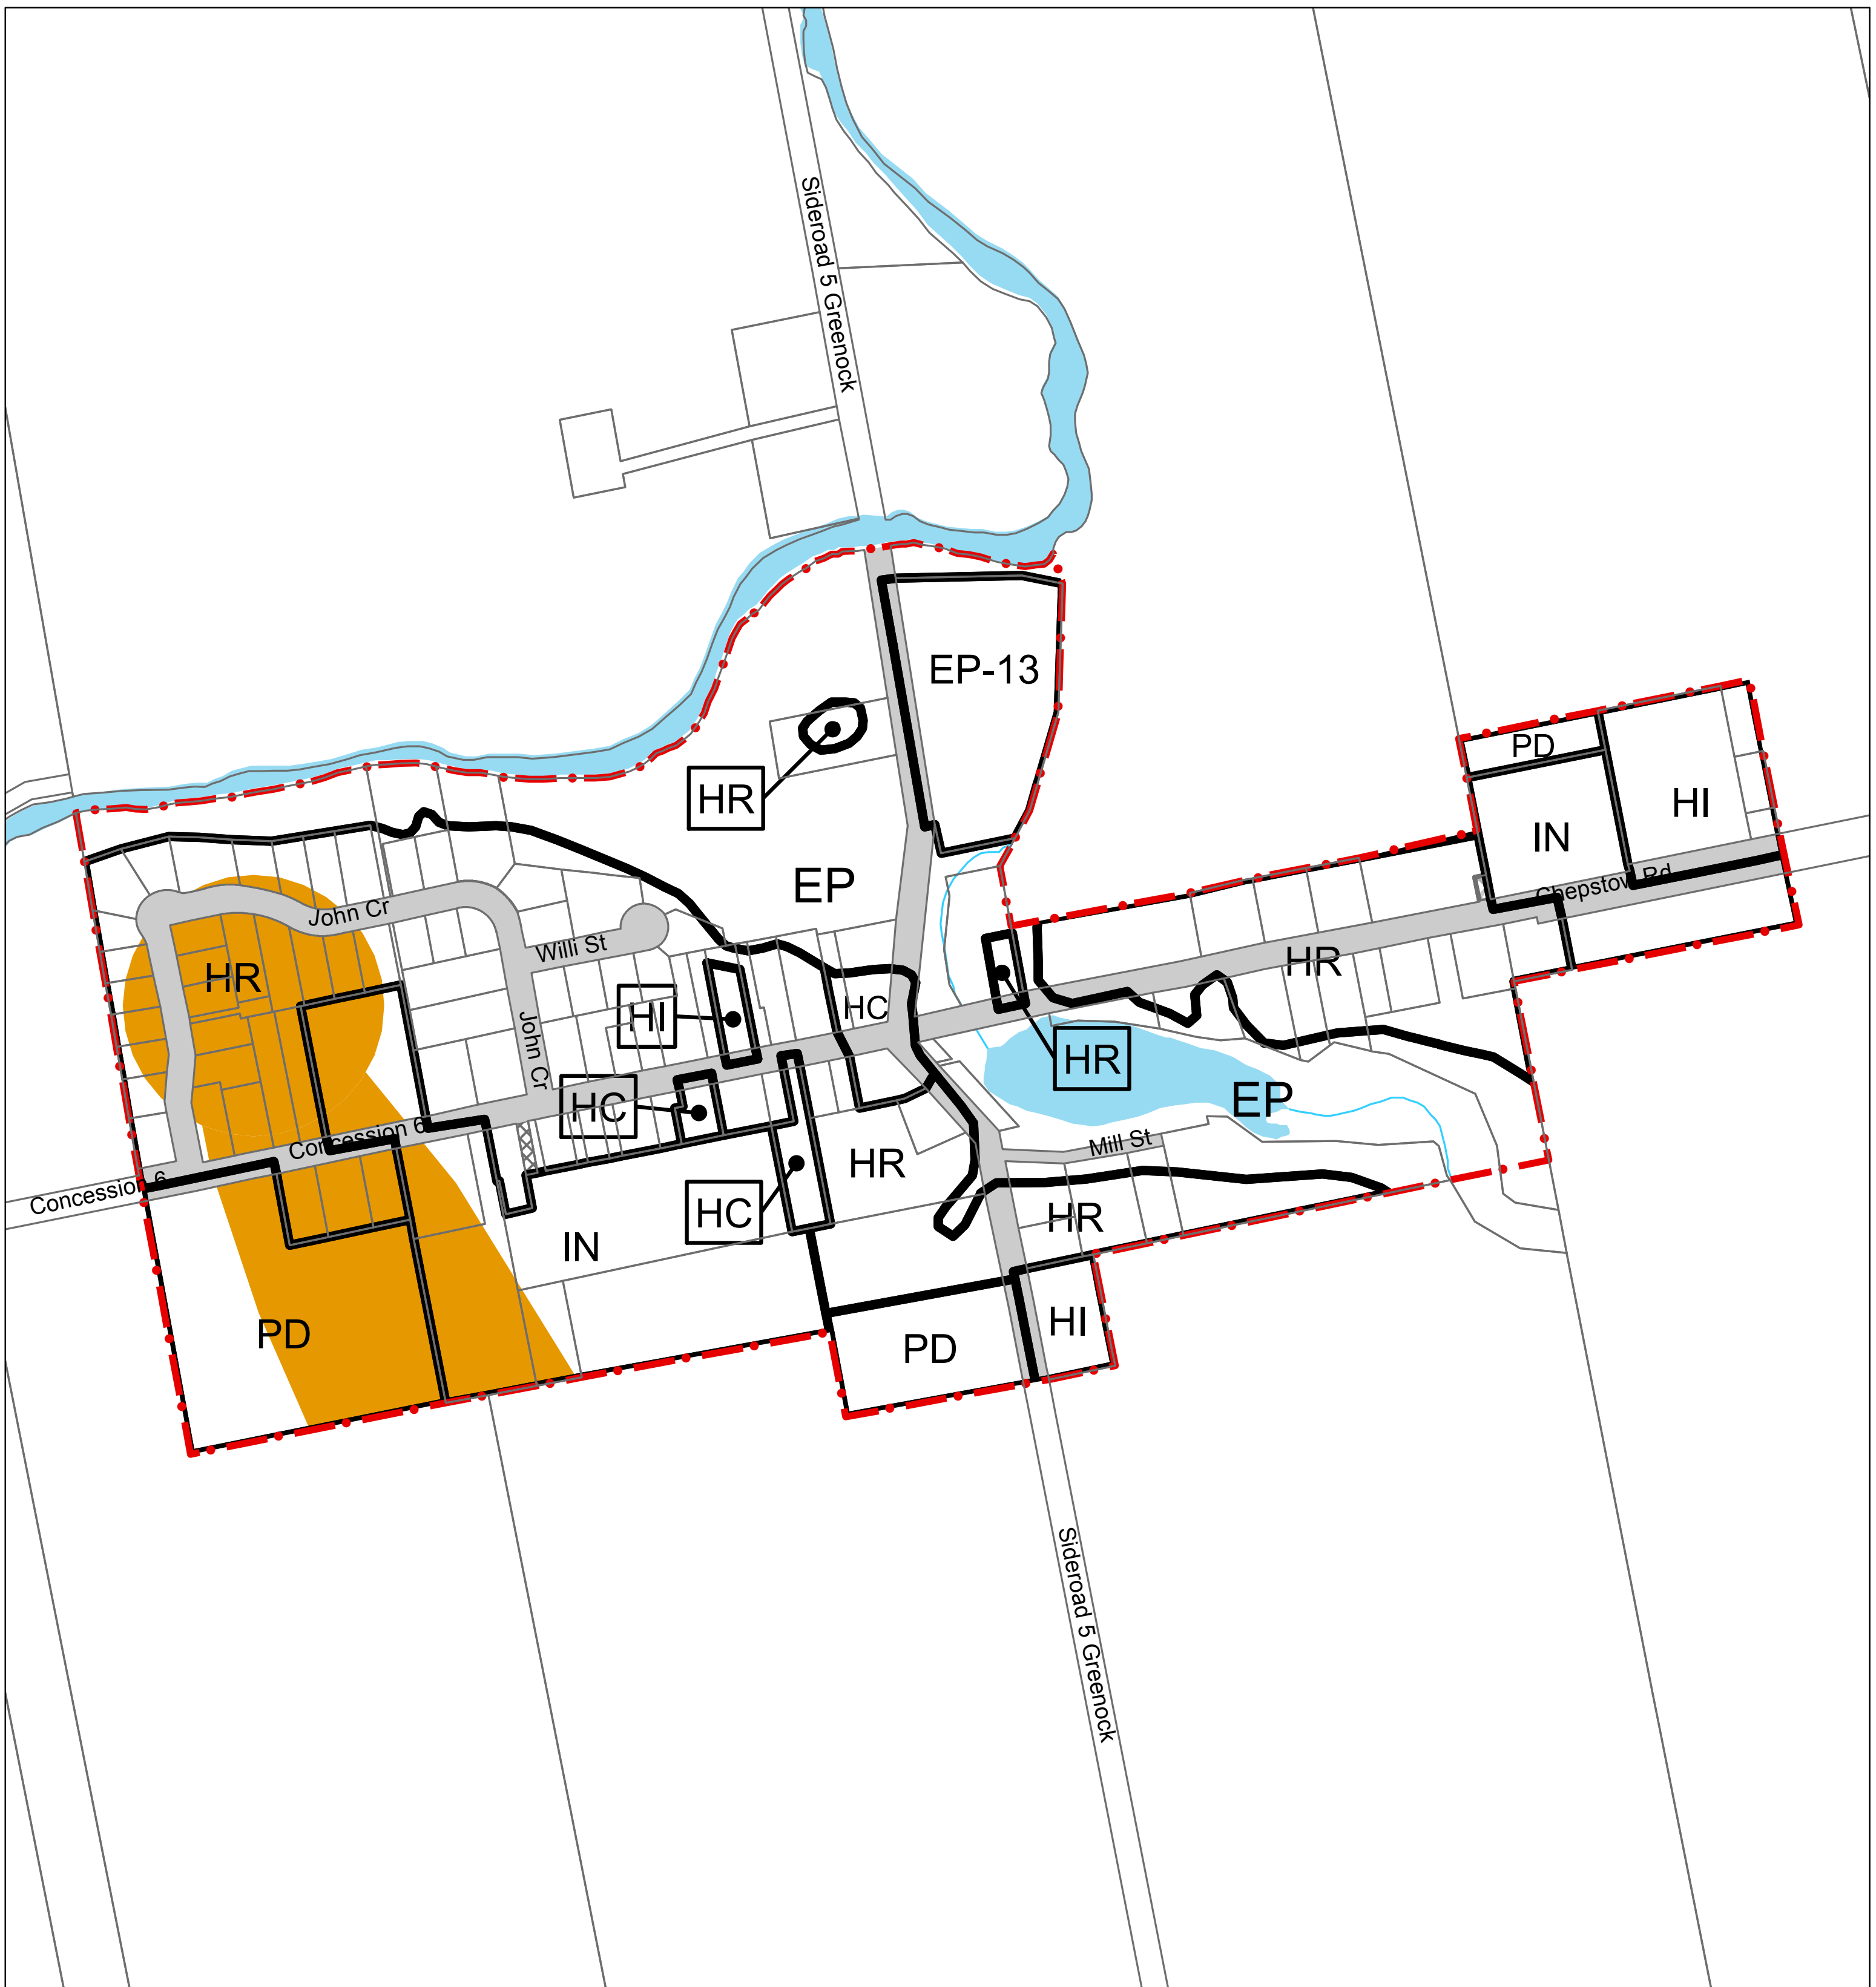 Sideroad 5 Greenock
EP-13
HR
PD
HI
IN
EP
Chepstow Rd
John Cr
Willi St
HR
HR
HC
HI
John Cr
HR
HC
EP
Concession 6
Mill St
HR
Concession 6
HC
HR
IN
HI
PD
PD
Sideroad 5 Greenock